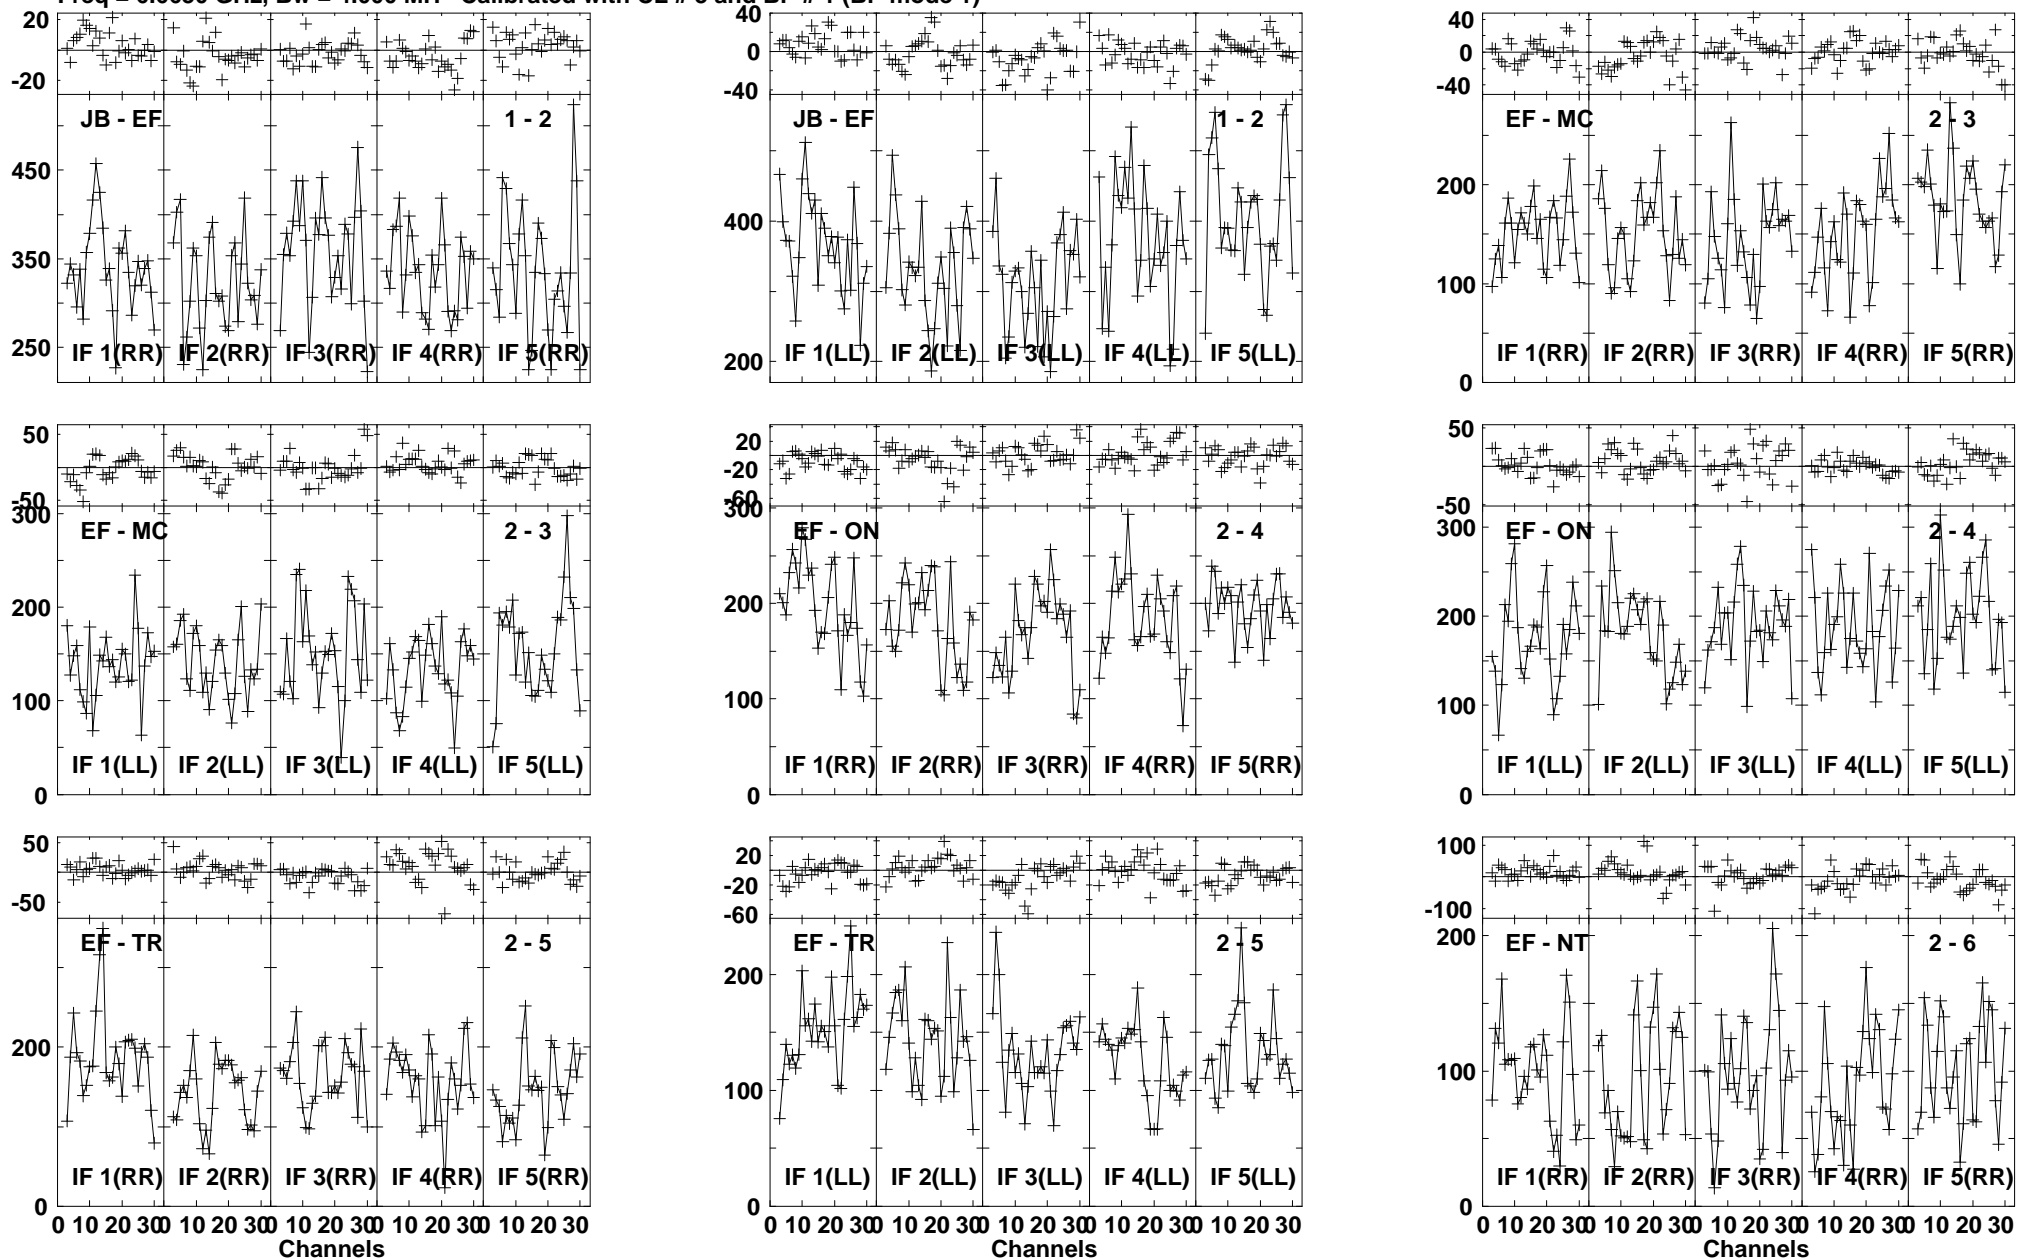 20
-20
JB - EF 1 - 2
450
350
250
IF 1(RR) IF 2(RR) IF 3(RR) IF 4(RR) IF 5(RR)
40
0
-40
JB - EF 1 - 2
400
200
IF 1(LL) IF 2(LL) IF 3(LL) IF 4(LL) IF 5(LL)
40
0
-40
EF - MC 2 - 3
200
100
0
IF 1(RR) IF 2(RR) IF 3(RR) IF 4(RR) IF 5(RR)
50
-50
300
EF - MC 2 - 3
200
100
0
IF 1(LL) IF 2(LL) IF 3(LL) IF 4(LL) IF 5(LL)
20
-20
-60
300
EF - ON 2 - 4
200
100
0
IF 1(RR) IF 2(RR) IF 3(RR) IF 4(RR) IF 5(RR)
50
-50
300
EF - ON 2 - 4
200
100
0
IF 1(LL) IF 2(LL) IF 3(LL) IF 4(LL) IF 5(LL)
50
-50
EF - TR 2 - 5
200
0
IF 1(RR) IF 2(RR) IF 3(RR) IF 4(RR) IF 5(RR)
0 10 20 30 0 10 20 30 0 10 20 30 0 10 20 30 0 10 20 30
Channels
20
-20
-60
EF - TR 2 - 5
200
100
0
IF 1(LL) IF 2(LL) IF 3(LL) IF 4(LL) IF 5(LL)
0 10 20 30 0 10 20 30 0 10 20 30 0 10 20 30 0 10 20 30
Channels
100
-100
200
EF - NT 2 - 6
100
0
IF 1(RR) IF 2(RR) IF 3(RR) IF 4(RR) IF 5(RR)
0 10 20 30 0 10 20 30 0 10 20 30 0 10 20 30 0 10 20 30
Channels